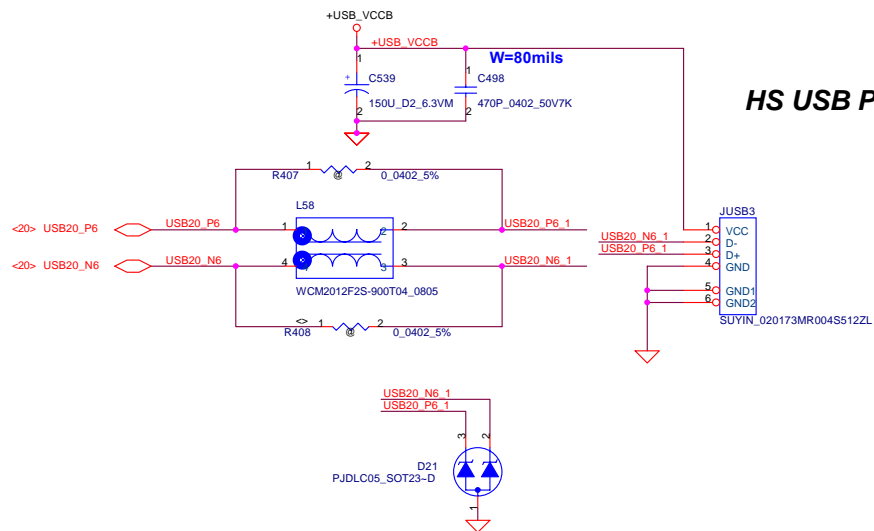 +USB_VCCB
+USB_VCCB
W=80mils
1
C539
+
150U_D2_6.3VM
2
1
C498
470P_0402_50V7K
2
HS USB P
R407
1
@
2
0_0402_5%
L58
<20> USB20_P6
USB20_P6
1
2
2
USB20_P6_1
<20> USB20_N6
USB20_N6
4
3
3
USB20_N6_1
WCM2012F2S-900T04_0805
<>
R408
1
@
2
0_0402_5%
JUSB3
1
VCC
USB20_N6_1
2
D-
USB20_P6_1
3
D+
4
GND
5
GND1
6
GND2
SUYIN_020173MR004S512ZL
USB20_N6_1
USB20_P6_1
3
2
D21
PJDLC05_SOT23~D
1